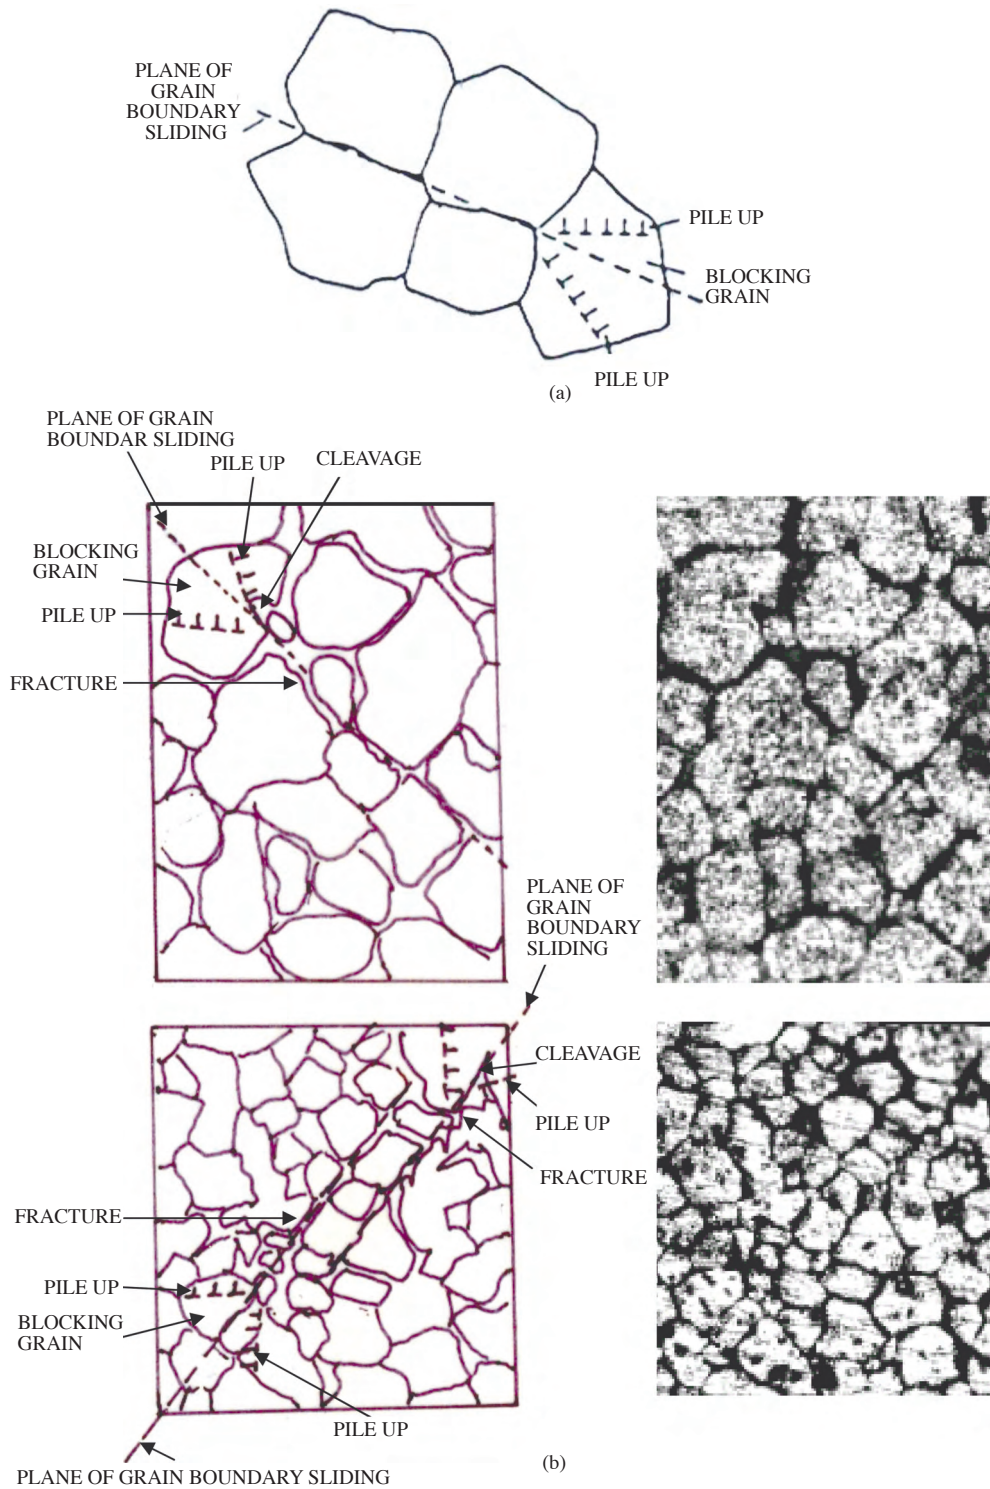 PLANE OF
GRAIN
BOUNDARY
SLIDING
PILE UP
BLOCKING
GRAIN
PILE UP
(a)
PLANE OF GRAIN
BOUNDAR SLIDING
PILE UP
CLEAVAGE
BLOCKING
GRAIN
PILE UP
FRACTURE
PLANE OF
GRAIN
BOUNDARY
SLIDING
CLEAVAGE
PILE UP
FRACTURE
FRACTURE
PILE UP
BLOCKING
GRAIN
PILE UP
(b)
PLANE OF GRAIN BOUNDARY SLIDING